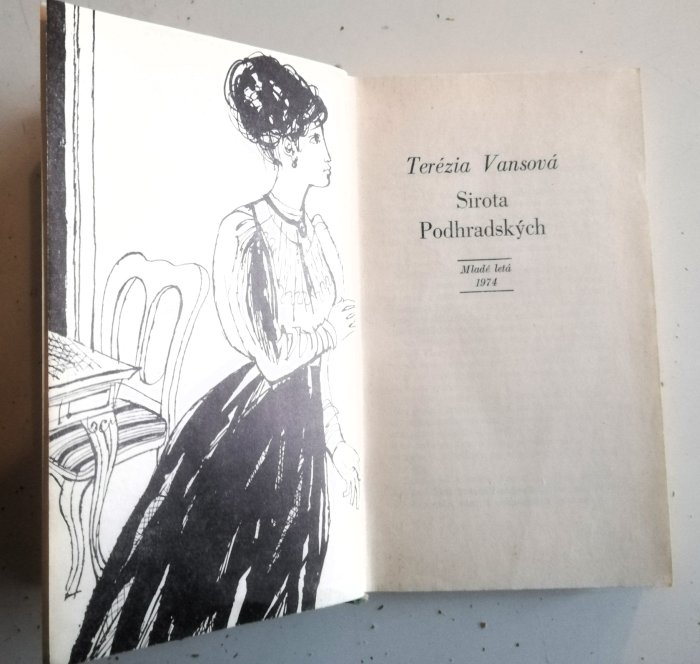 Terézia Vansová
Sirota
Podhradských
Mladé letá
1974